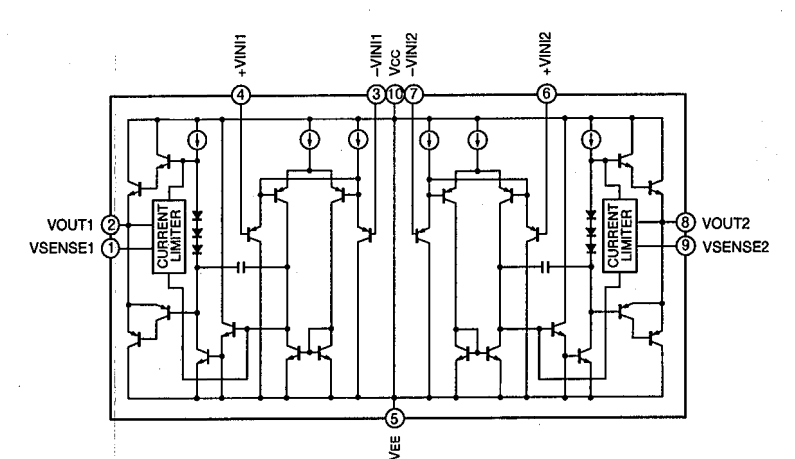 +VINI1
-VINI1
VCC
-VINI2
+VINI2
4
3
10
7
6
VOUT1
2
VSENSE1
1
CURRENT
LIMITER
CURRENT
LIMITER
8
VOUT2
9
VSENSE2
5
VEE